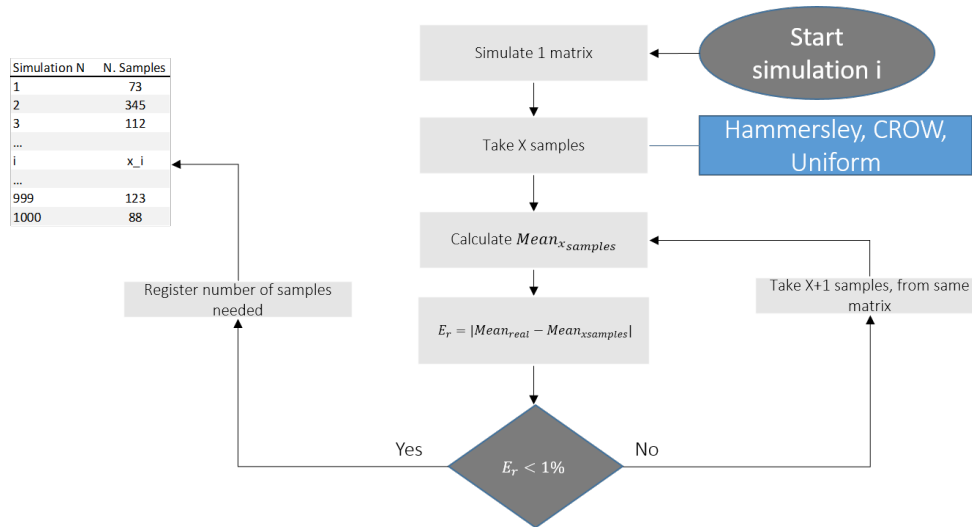 Start
simulation i
Simulate 1 matrix
Take X samples
Hammersley, CROW,
Uniform
Calculate Mean_{x_{samples}}
E_r = |Mean_{real} − Mean_{xsamples}|
E_r < 1%
Yes
No
Register number of samples
needed
Take X+1 samples, from same
matrix
Simulation N N. Samples
1 73
2 345
3 112
...
i x_i
...
999 123
1000 88